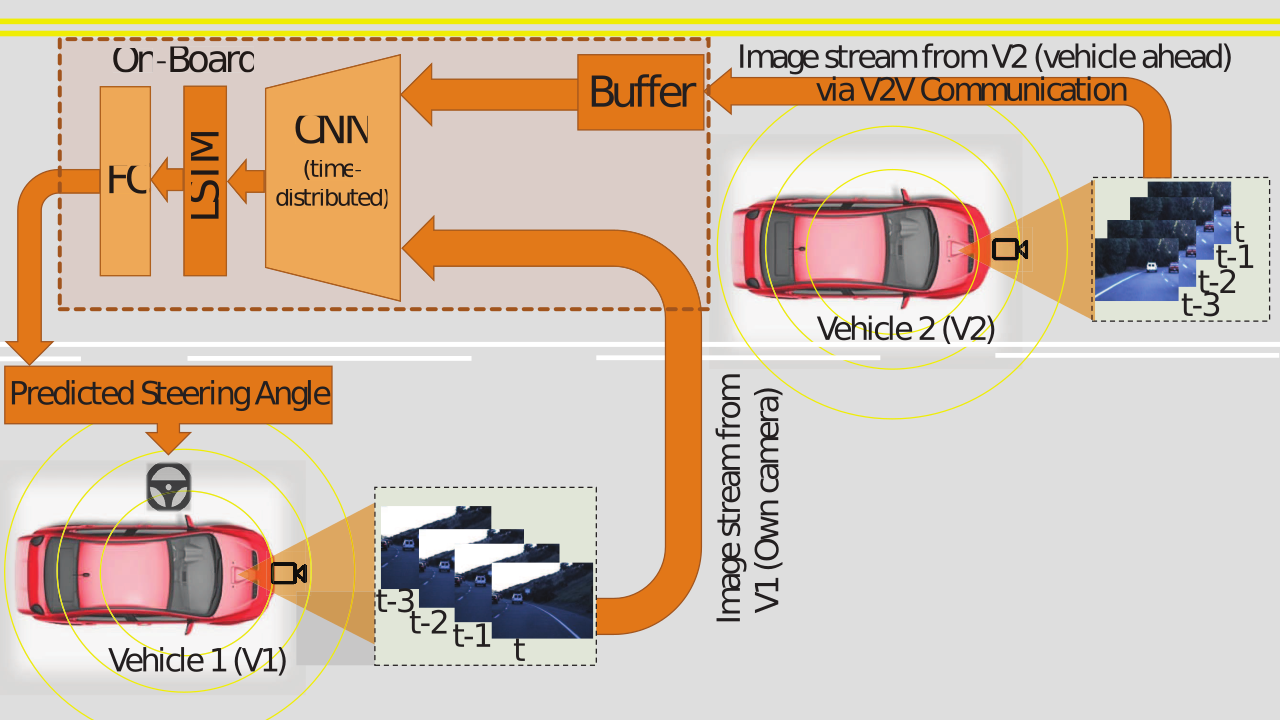 On-Board
Image stream from V2 (vehicle ahead)
via V2V Communication
Buffer
CNN
(time-
distributed)
LSTM
FC
t
t-1
t-2
t-3
Vehicle 2 (V2)
Predicted Steering Angle
Image stream from
V1 (Own camera)
t-3
t-2
t-1
t
Vehicle 1 (V1)